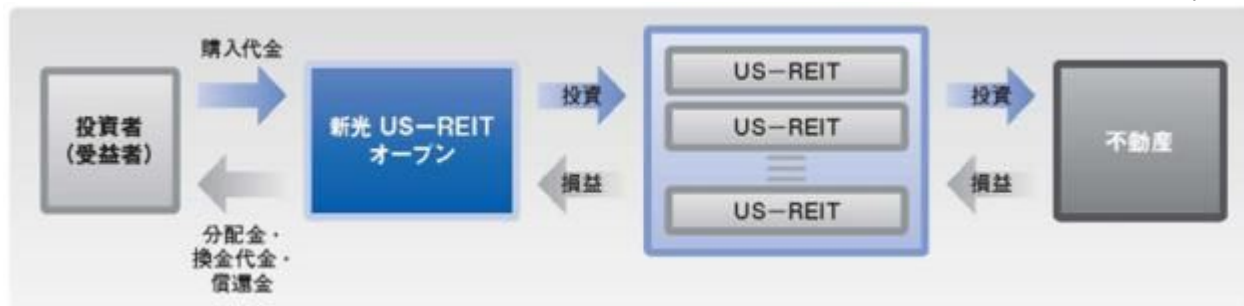 購入代金
投資者
(受益者)
分配金・
換金代金・
償還金
新光 US-REIT
オープン
投資
損益
US-REIT
US-REIT
US-REIT
投資
損益
不動産